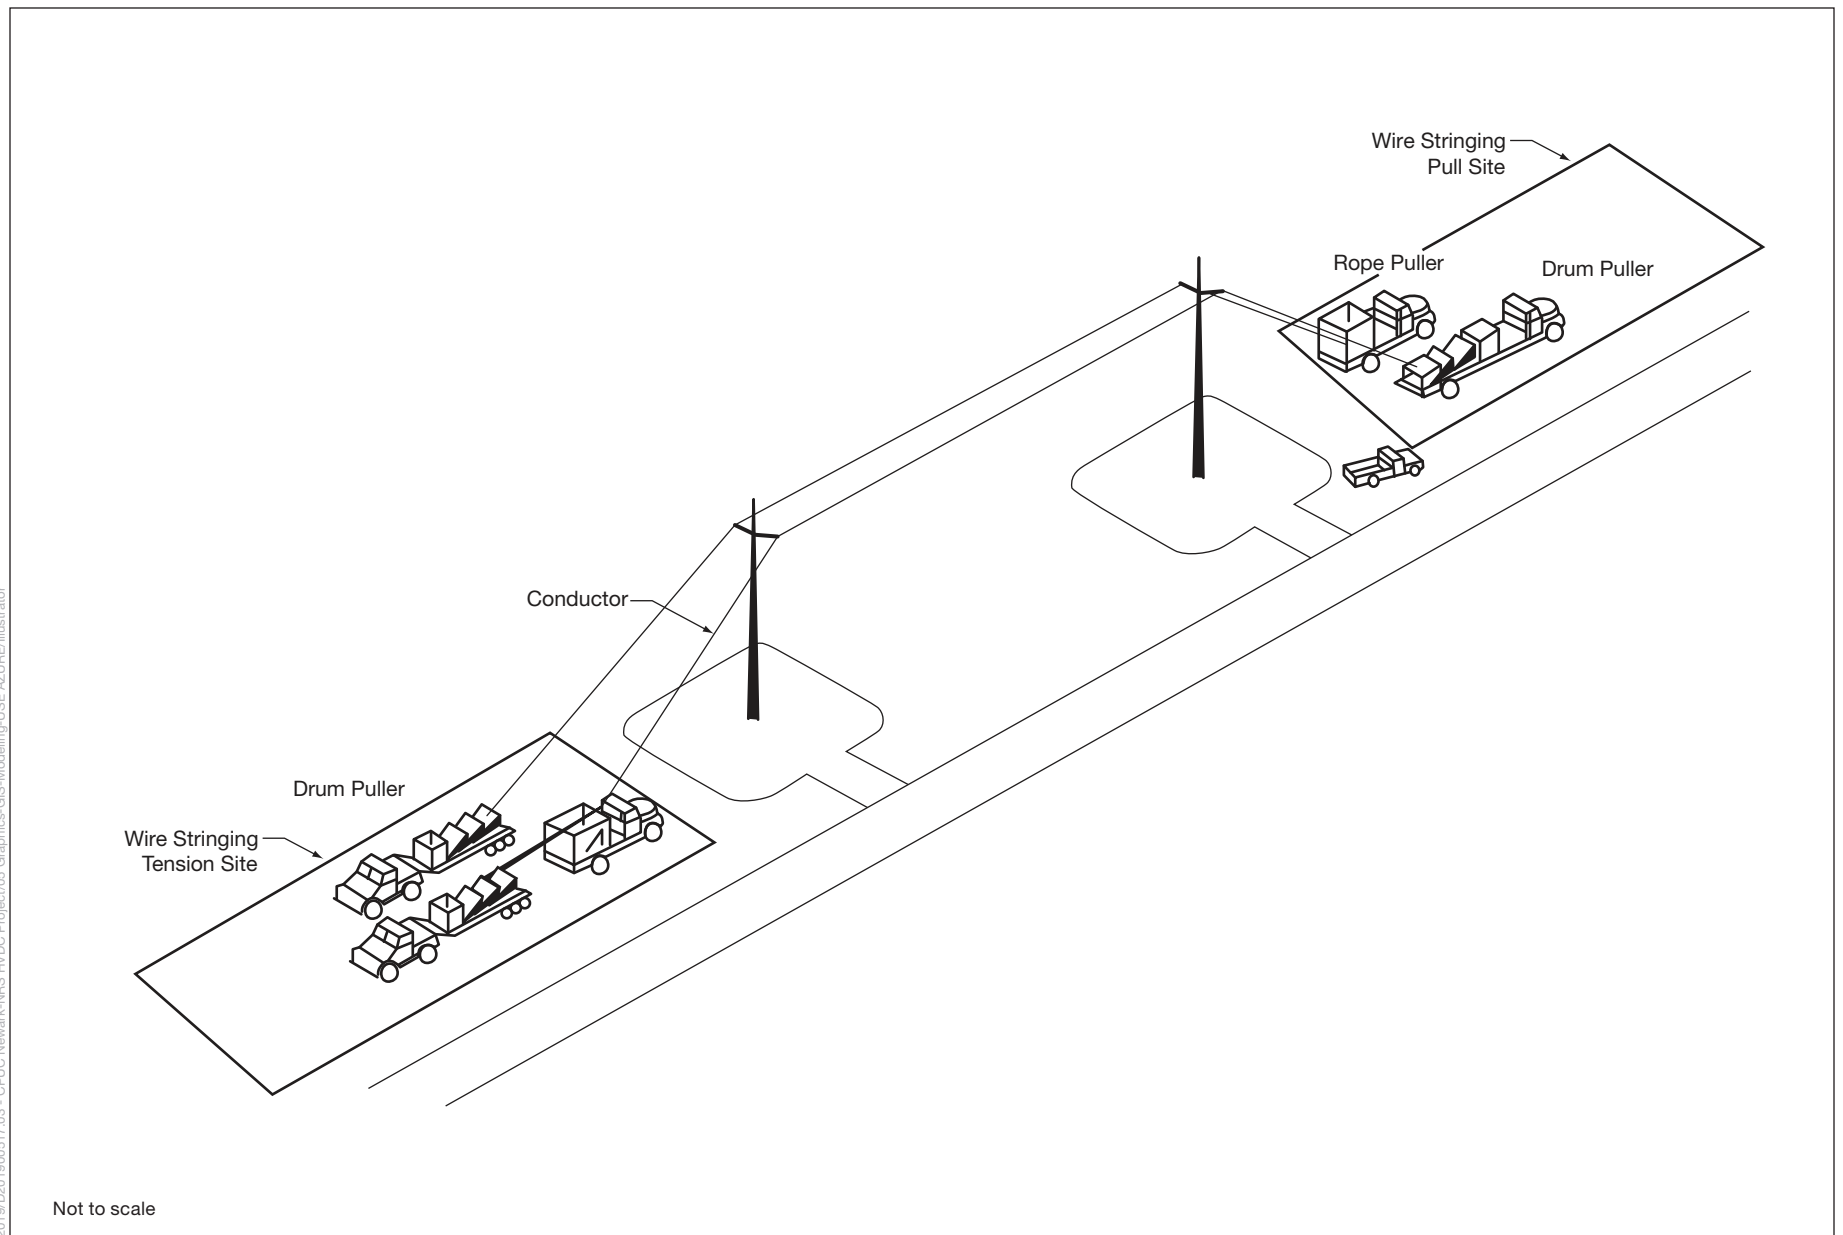 Wire Stringing
Pull Site
Rope Puller
Drum Puller
Conductor
Drum Puller
Wire Stringing
Tension Site
Not to scale